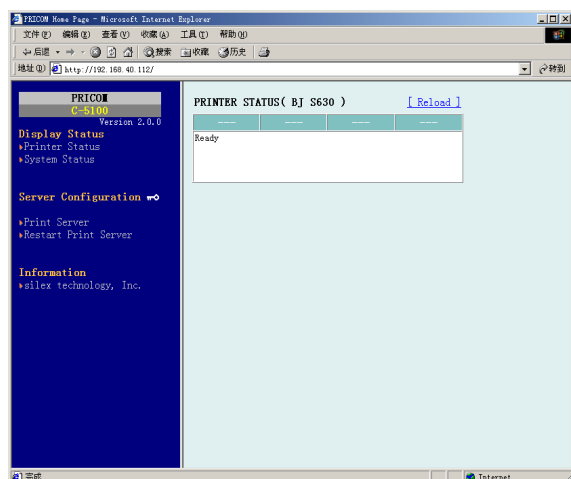 PRICOM Home Page - Microsoft Internet Explorer
文件(F) 编辑(E) 查看(V) 收藏(A) 工具(T) 帮助(H)
后退 搜索 收藏 历史
地址(D) http://192.168.40.112/ 转到
PRICOM
C-5100
Version 2.0.0
Display Status
Printer Status
System Status
Server Configuration
Print Server
Restart Print Server
Information
silex technology, Inc.
PRINTER STATUS( BJ S630 ) [ Reload ]
--- --- --- ---
Ready
完成 Internet